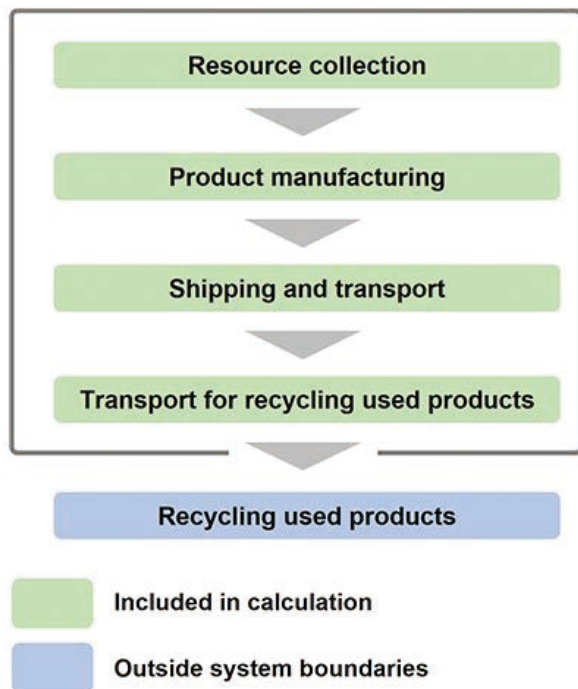 Resource collection
Product manufacturing
Shipping and transport
Transport for recycling used products
Recycling used products
Included in calculation
Outside system boundaries